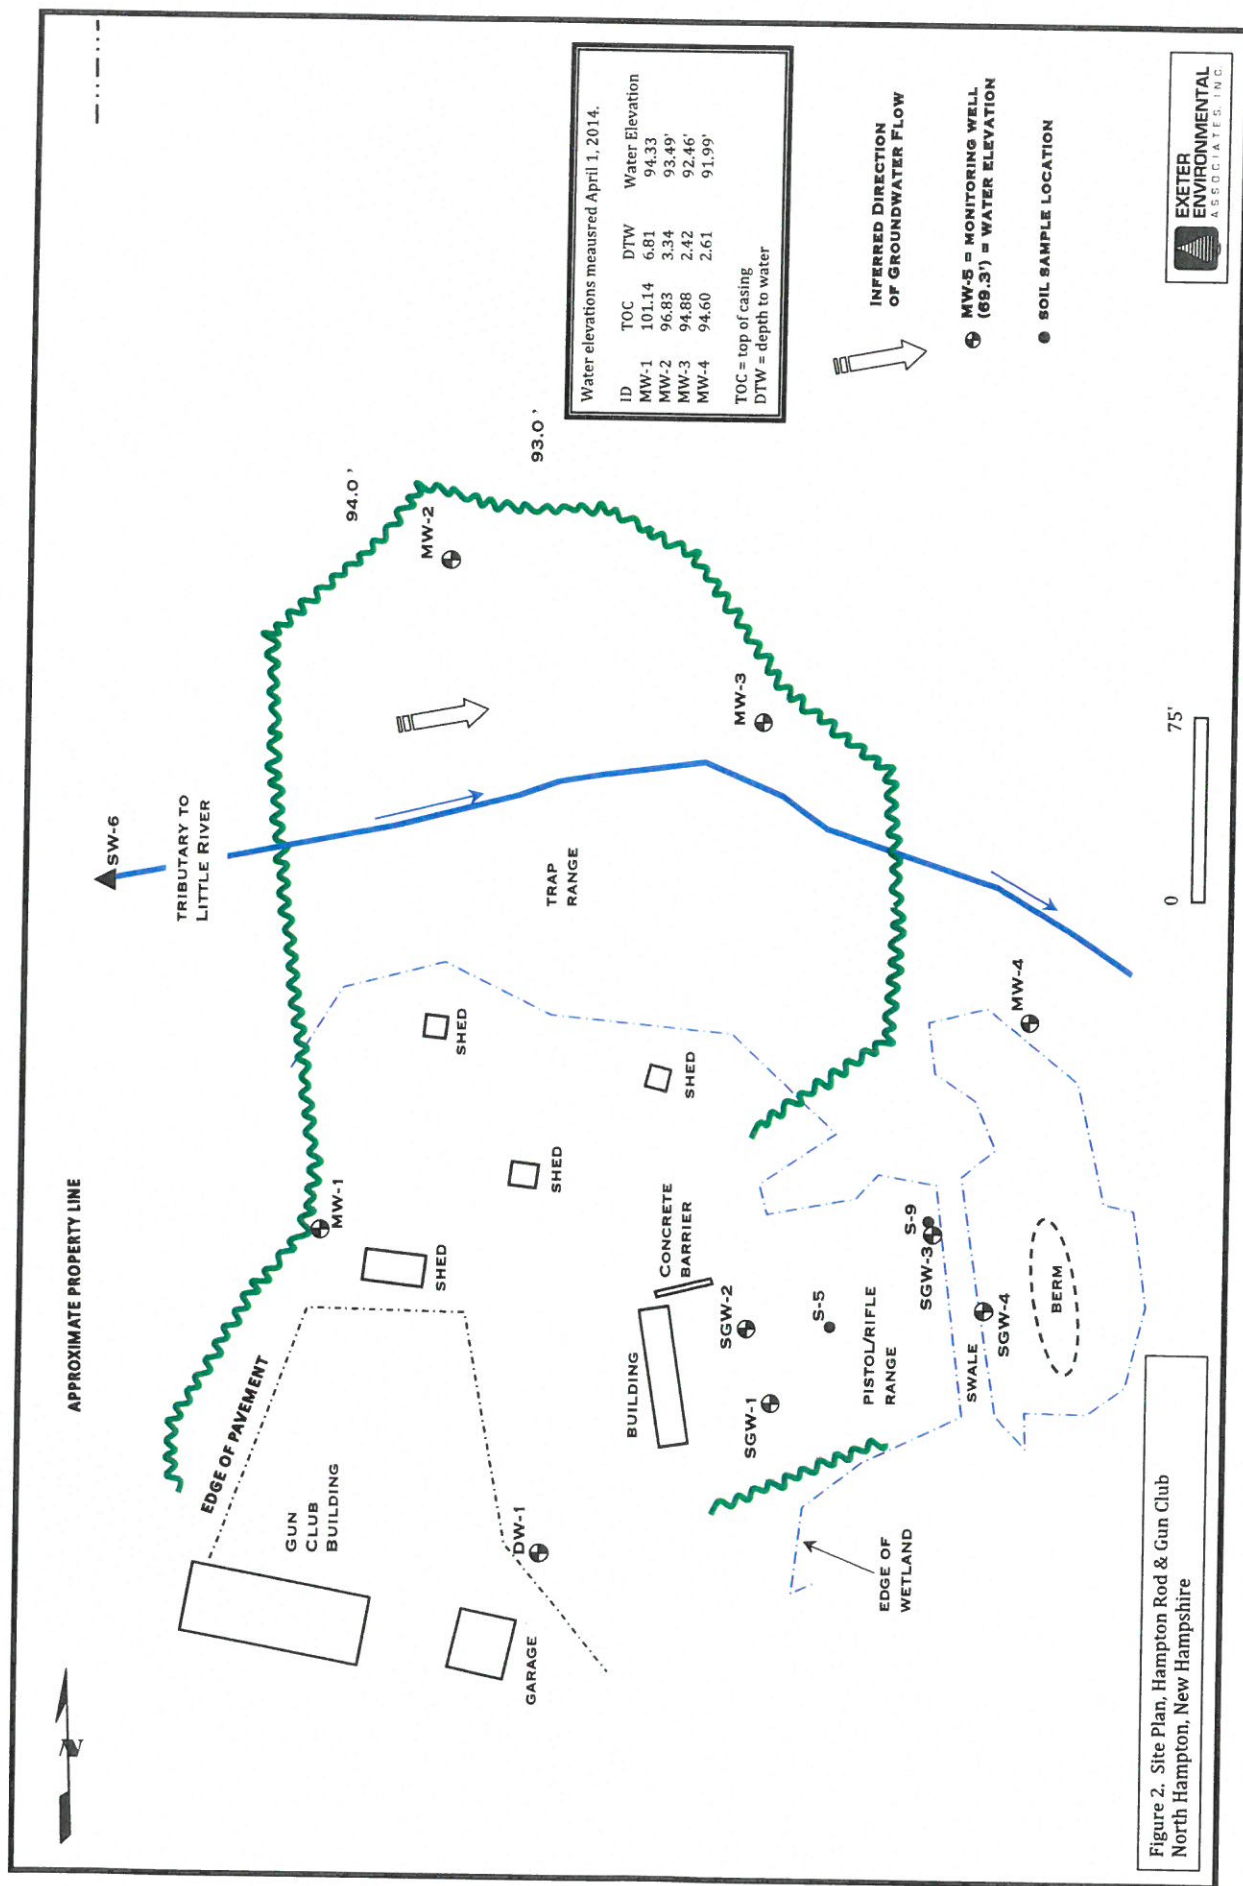 APPROXIMATE PROPERTY LINE
N
SW-6
TRIBUTARY TO
LITTLE RIVER
94.0 '
93.0 '
MW-2
MW-1
EDGE OF PAVEMENT
GUN
CLUB
BUILDING
SHED
SHED
SHED
SHED
TRAP
RANGE
MW-3
DW-1
GARAGE
BUILDING
CONCRETE
BARRIER
SGW-2
SGW-1
S-5
PISTOL/RIFLE
RANGE
S-9
SGW-3
SWALE
SGW-4
BERM
MW-4
EDGE OF
WETLAND
Water elevations meausred April 1, 2014.
ID TOC DTW Water Elevation
MW-1 101.14 6.81 94.33
MW-2 96.83 3.34 93.49'
MW-3 94.88 2.42 92.46'
MW-4 94.60 2.61 91.99'
TOC = top of casing
DTW = depth to water
INFERRED DIRECTION
OF GROUNDWATER FLOW
MW-5 = MONITORING WELL
(69.3') = WATER ELEVATION
SOIL SAMPLE LOCATION
0 75'
EXETER
ENVIRONMENTAL
ASSOCIATES, INC.
Figure 2. Site Plan, Hampton Rod & Gun Club
North Hampton, New Hampshire